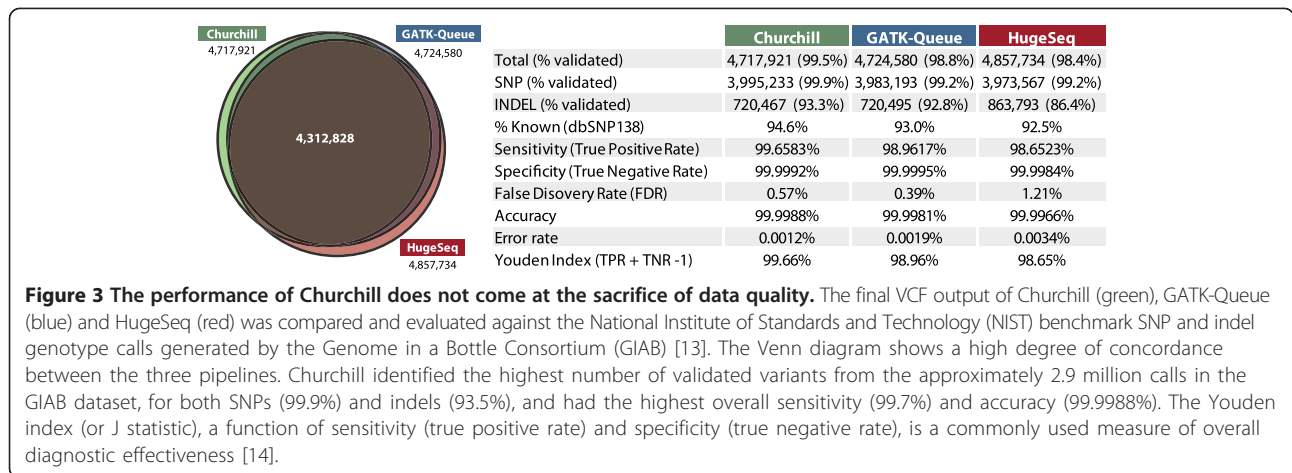 Churchill
4,717,921
GATK-Queue
4,724,580
4,312,828
HugeSeq
4,857,734
Churchill GATK-Queue HugeSeq
Total (% validated) 4,717,921 (99.5%) 4,724,580 (98.8%) 4,857,734 (98.4%)
SNP (% validated) 3,995,233 (99.9%) 3,983,193 (99.2%) 3,973,567 (99.2%)
INDEL (% validated) 720,467 (93.3%) 720,495 (92.8%) 863,793 (86.4%)
% Known (dbSNP138) 94.6% 93.0% 92.5%
Sensitivity (True Positive Rate) 99.6583% 98.9617% 98.6523%
Specificity (True Negative Rate) 99.9992% 99.9995% 99.9984%
False Disovery Rate (FDR) 0.57% 0.39% 1.21%
Accuracy 99.9988% 99.9981% 99.9966%
Error rate 0.0012% 0.0019% 0.0034%
Youden Index (TPR + TNR -1) 99.66% 98.96% 98.65%
Figure 3 The performance of Churchill does not come at the sacrifice of data quality. The final VCF output of Churchill (green), GATK-Queue
(blue) and HugeSeq (red) was compared and evaluated against the National Institute of Standards and Technology (NIST) benchmark SNP and indel
genotype calls generated by the Genome in a Bottle Consortium (GIAB) [13]. The Venn diagram shows a high degree of concordance
between the three pipelines. Churchill identified the highest number of validated variants from the approximately 2.9 million calls in the
GIAB dataset, for both SNPs (99.9%) and indels (93.5%), and had the highest overall sensitivity (99.7%) and accuracy (99.9988%). The Youden
index (or J statistic), a function of sensitivity (true positive rate) and specificity (true negative rate), is a commonly used measure of overall
diagnostic effectiveness [14].